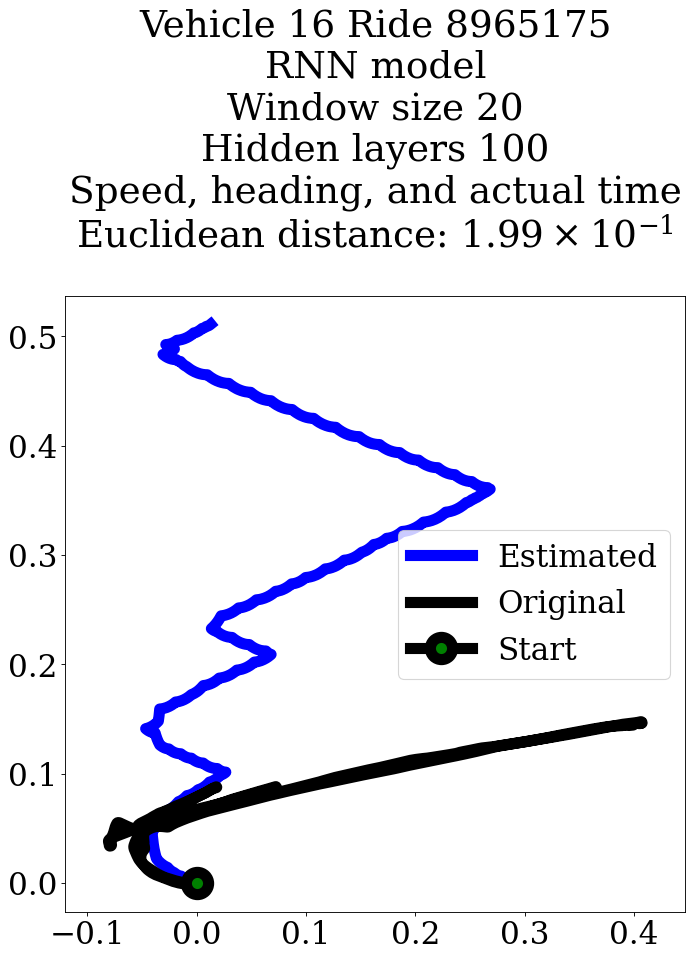 Vehicle 16 Ride 8965175
RNN model
Window size 20
Hidden layers 100
Speed, heading, and actual time
Euclidean distance: 1.99 × 10⁻¹
0.5
0.4
0.3
0.2
0.1
0.0
Estimated
Original
Start
−0.1 0.0 0.1 0.2 0.3 0.4